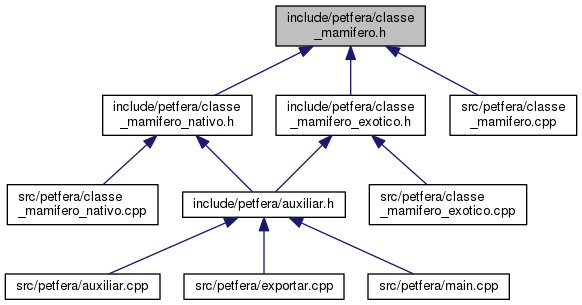 include/petfera/classe
_mamifero.h
include/petfera/classe
_mamifero_nativo.h
include/petfera/classe
_mamifero_exotico.h
src/petfera/classe
_mamifero.cpp
src/petfera/classe
_mamifero_nativo.cpp
include/petfera/auxiliar.h
src/petfera/classe
_mamifero_exotico.cpp
src/petfera/auxiliar.cpp
src/petfera/exportar.cpp
src/petfera/main.cpp